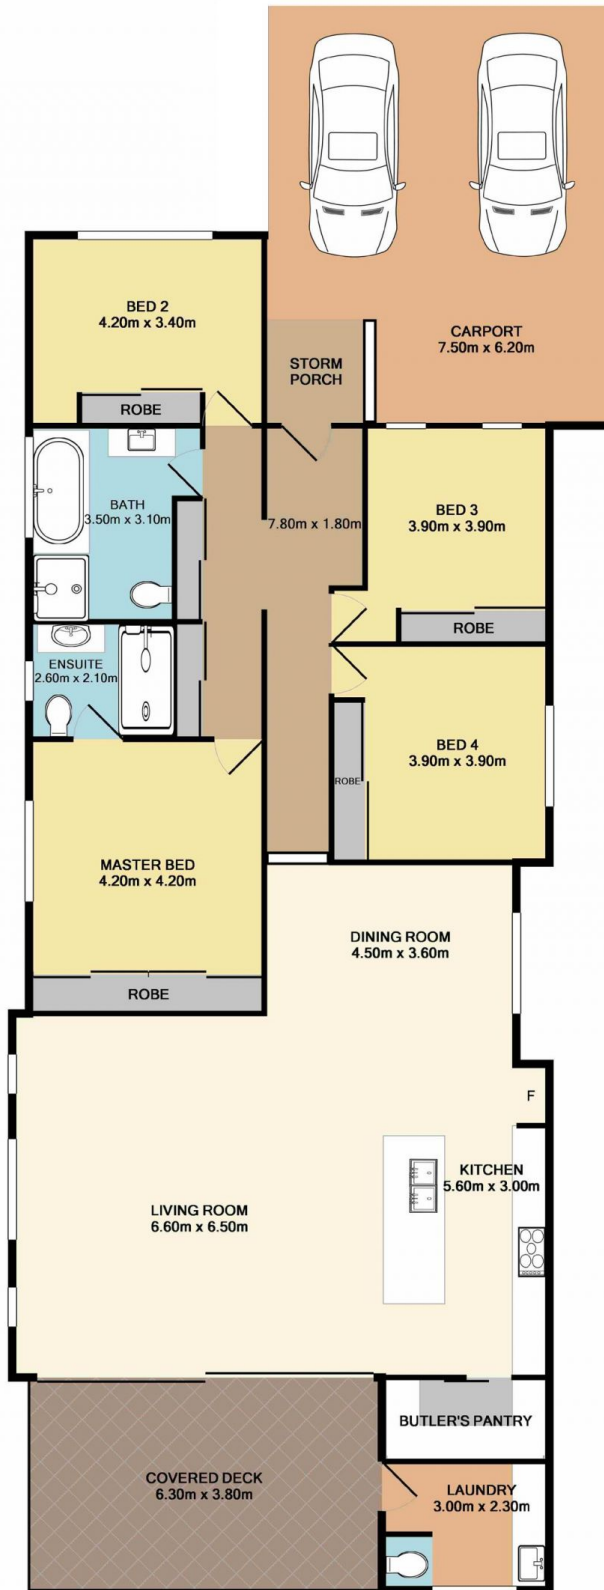 BED 2
4.20m x 3.40m
ROBE
STORM
PORCH
CARPORT
7.50m x 6.20m
BATH
3.50m x 3.10m
7.80m x 1.80m
BED 3
3.90m x 3.90m
ROBE
ENSUITE
2.60m x 2.10m
BED 4
3.90m x 3.90m
ROBE
MASTER BED
4.20m x 4.20m
ROBE
DINING ROOM
4.50m x 3.60m
F
KITCHEN
5.60m x 3.00m
LIVING ROOM
6.60m x 6.50m
BUTLER'S PANTRY
COVERED DECK
6.30m x 3.80m
LAUNDRY
3.00m x 2.30m